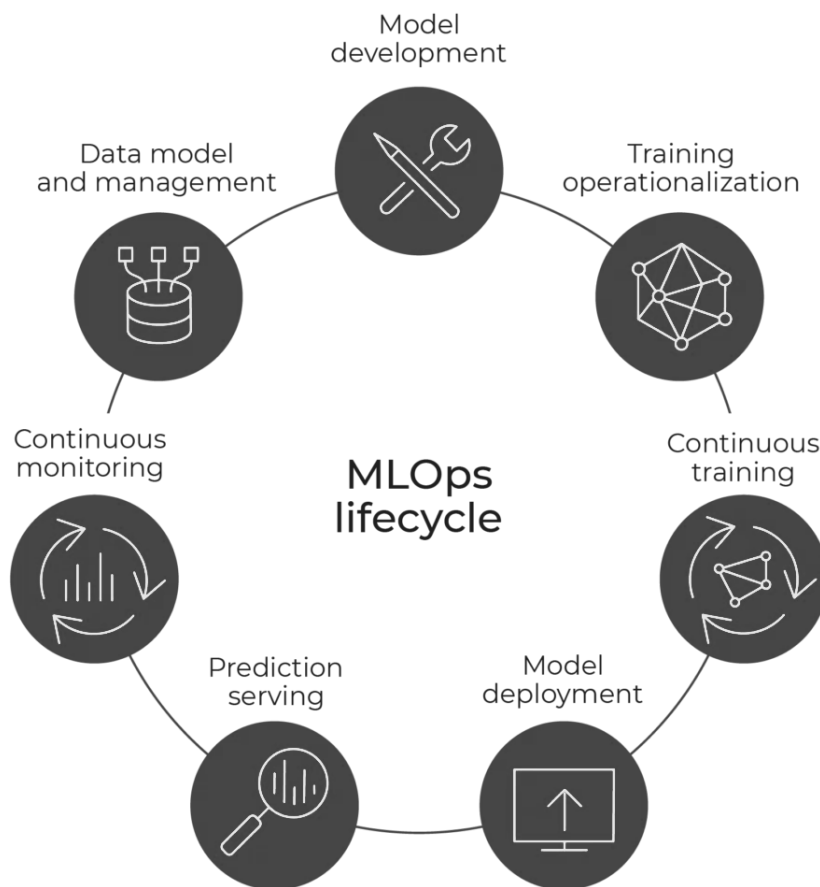 Model
development
Data model
and management
Training
operationalization
Continuous
monitoring
MLOps
lifecycle
Continuous
training
Prediction
serving
Model
deployment